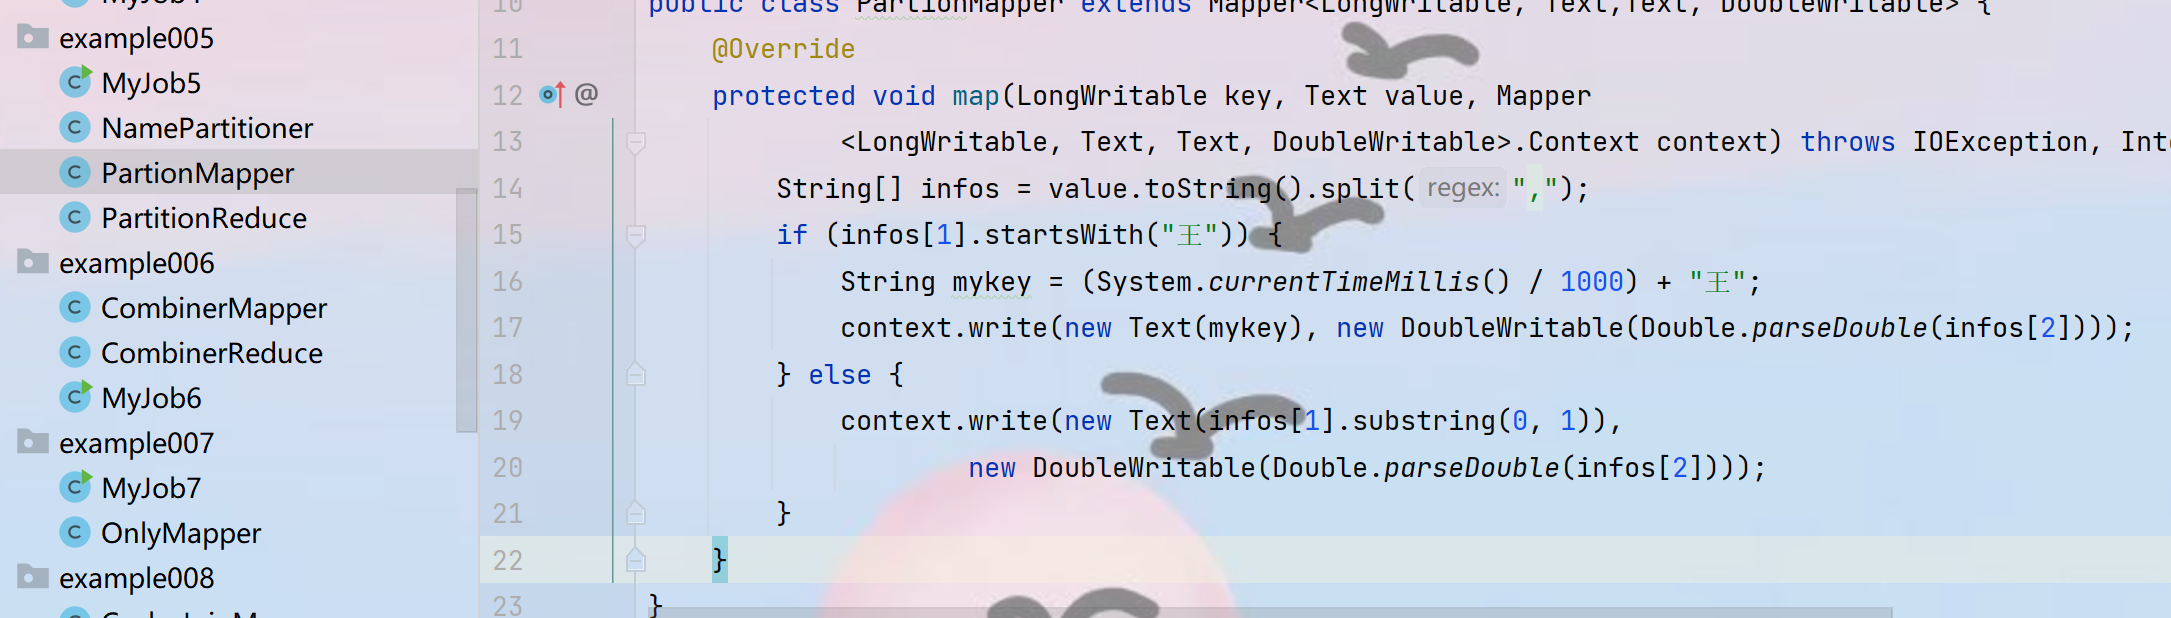 example005
MyJob5
NamePartitioner
PartionMapper
PartitionReduce
example006
CombinerMapper
CombinerReduce
MyJob6
example007
MyJob7
OnlyMapper
example008
10 public class PartionMapper extends Mapper<LongWritable, Text,Text, DoubleWritable> {
11 @Override
12 @ protected void map(LongWritable key, Text value, Mapper
13 <LongWritable, Text, Text, DoubleWritable>.Context context) throws IOException, Inte
14 String[] infos = value.toString().split( regex: ",");
15 if (infos[1].startsWith("王")) {
16 String mykey = (System.currentTimeMillis() / 1000) + "王";
17 context.write(new Text(mykey), new DoubleWritable(Double.parseDouble(infos[2])));
18 } else {
19 context.write(new Text(infos[1].substring(0, 1)),
20 new DoubleWritable(Double.parseDouble(infos[2])));
21 }
22 }
23 }